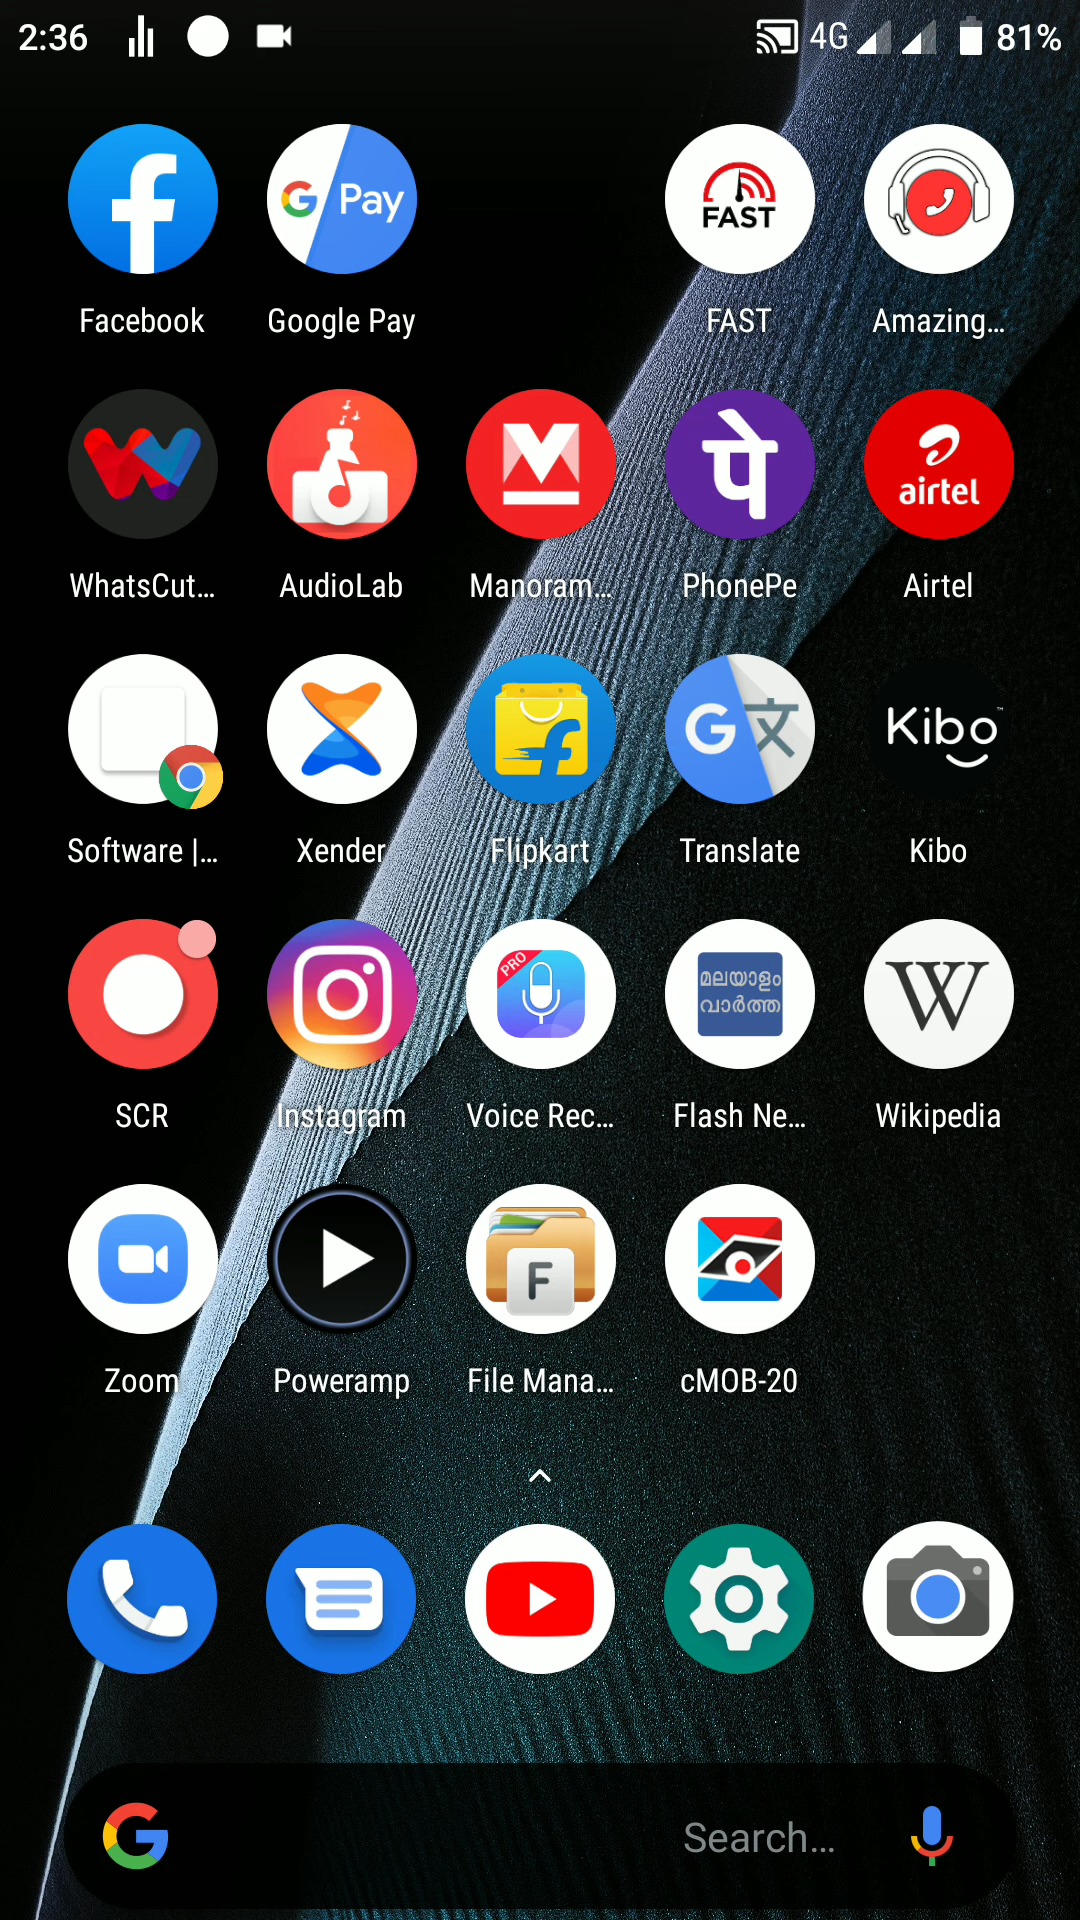 2:36 4G 81%
G Pay FAST
Facebook Google Pay FAST Amazing...
पे airtel
WhatsCut... AudioLab Manoram... PhonePe Airtel
Kibo™
Software |... Xender Flipkart Translate Kibo
PRO മലയാളം
വാർത്ത W
SCR Instagram Voice Rec... Flash Ne... Wikipedia
F
Zoom Poweramp File Mana... cMOB-20
Search...